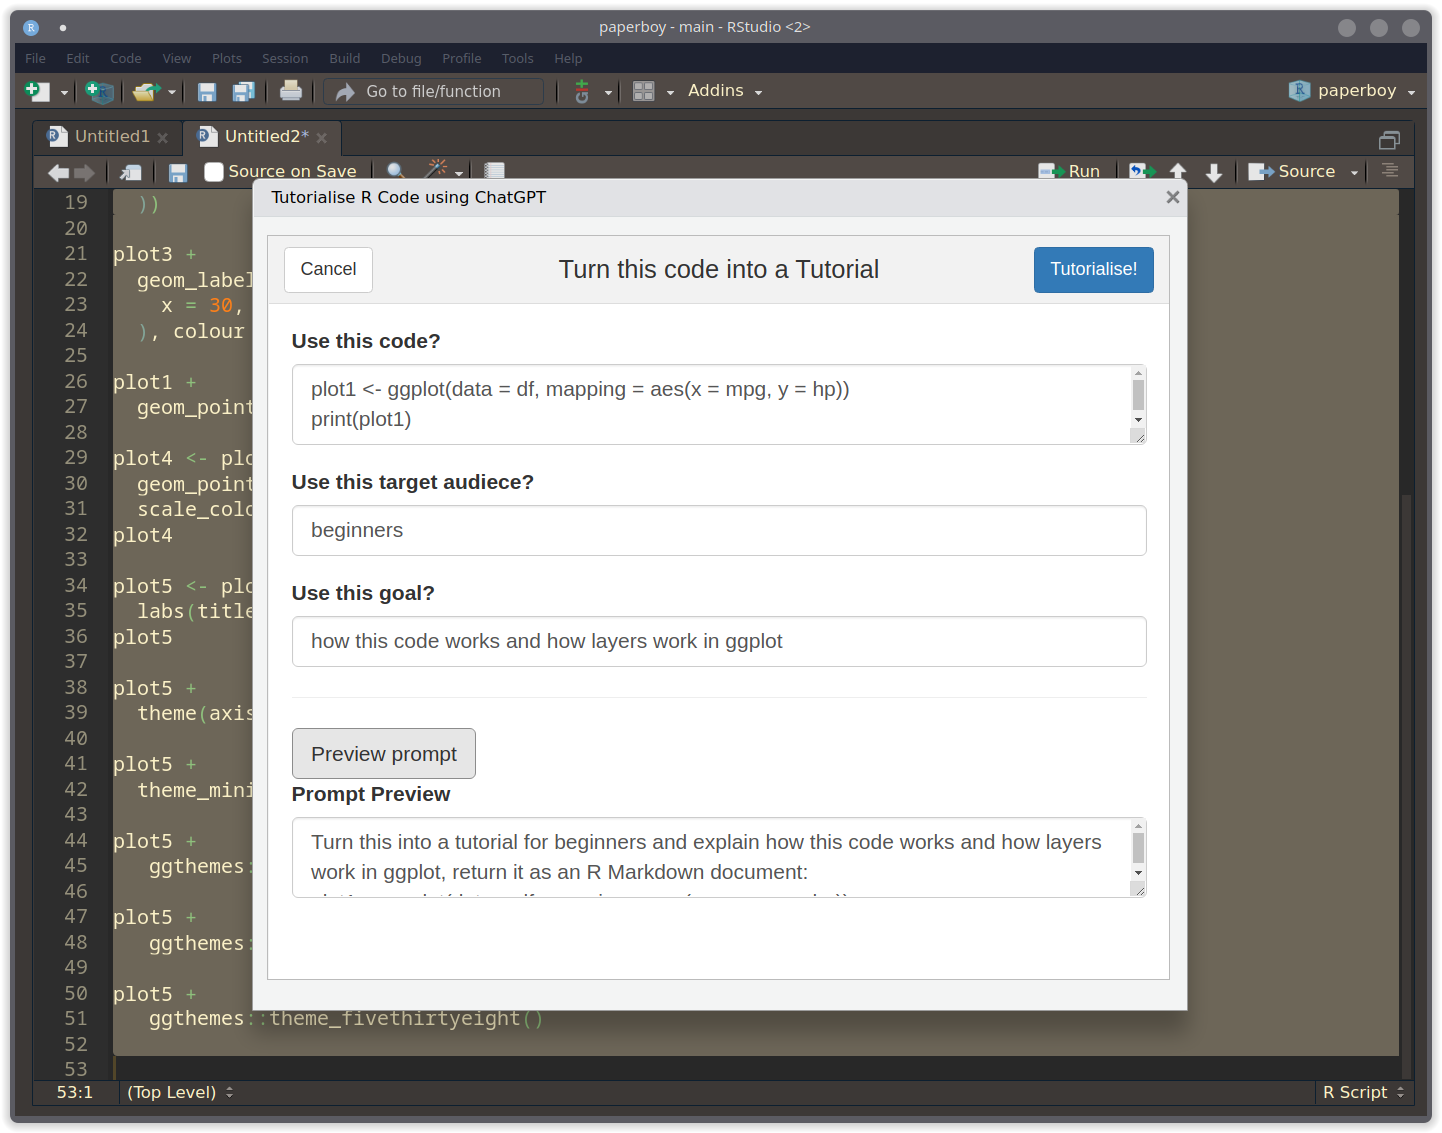 paperboy - main - RStudio <2>
File Edit Code View Plots Session Build Debug Profile Tools Help
Go to file/function Addins paperboy
Untitled1 Untitled2*
Source on Save Run Source
Tutorialise R Code using ChatGPT
Cancel Turn this code into a Tutorial Tutorialise!
Use this code?
plot1 <- ggplot(data = df, mapping = aes(x = mpg, y = hp))
print(plot1)
Use this target audiece?
beginners
Use this goal?
how this code works and how layers work in ggplot
Preview prompt
Prompt Preview
Turn this into a tutorial for beginners and explain how this code works and how layers
work in ggplot, return it as an R Markdown document:
19 ))
20
21 plot3 +
22 geom_label
23 x = 30,
24 ), colour
25
26 plot1 +
27 geom_point
28
29 plot4 <- plo
30 geom_point
31 scale_colo
32 plot4
33
34 plot5 <- plo
35 labs(title
36 plot5
37
38 plot5 +
39 theme(axis
40
41 plot5 +
42 theme_mini
43
44 plot5 +
45 ggthemes:
46
47 plot5 +
48 ggthemes:
49
50 plot5 +
51 ggthemes::theme_fivethirtyeight()
52
53
53:1 (Top Level) R Script